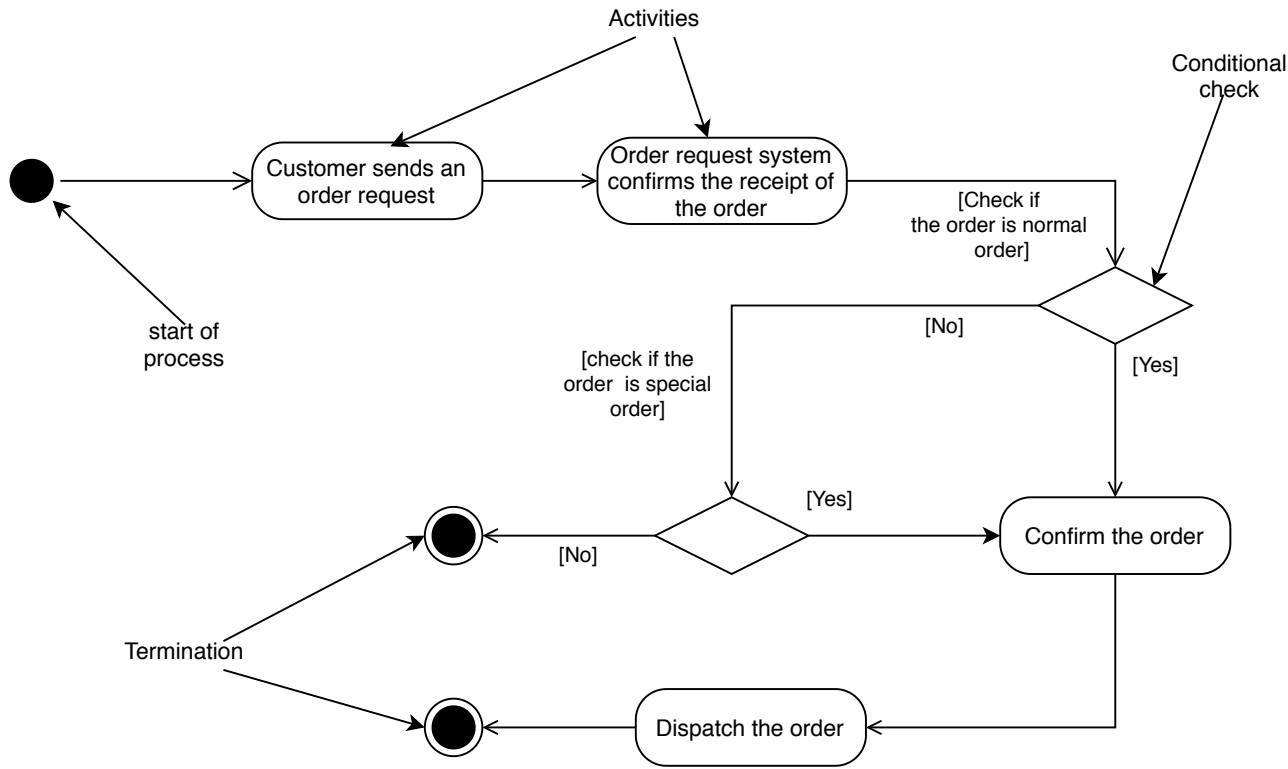 Activities
Conditional
check
Customer sends an
order request
Order request system
confirms the receipt of
the order
[Check if
the order is normal
order]
start of
process
[No]
[Yes]
[check if the
order  is special
order]
[Yes]
[No]
Confirm the order
Termination
Dispatch the order